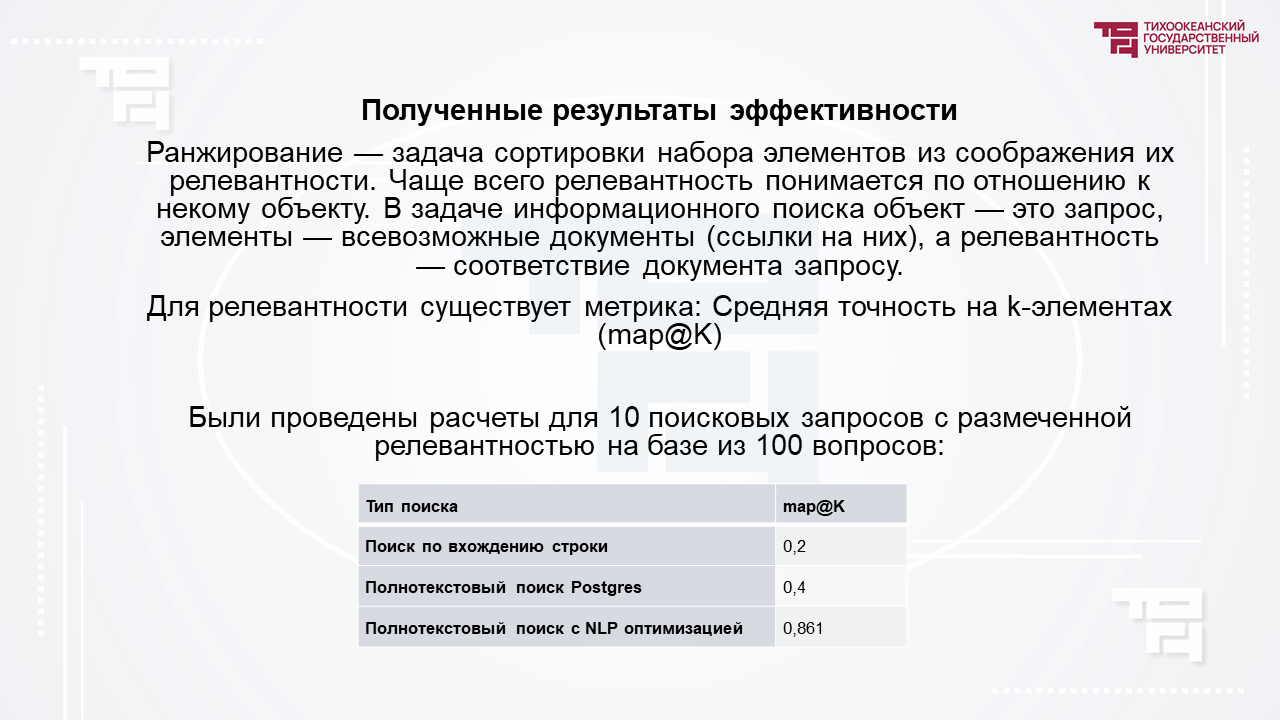 ТИХООКЕАНСКИЙ
ГОСУДАРСТВЕННЫЙ
УНИВЕРСИТЕТ
Полученные результаты эффективности
Ранжирование — задача сортировки набора элементов из соображения их
релевантности. Чаще всего релевантность понимается по отношению к
некому объекту. В задаче информационного поиска объект — это запрос,
элементы — всевозможные документы (ссылки на них), а релевантность
— соответствие документа запросу.
Для релевантности существует метрика: Средняя точность на k-элементах
(map@K)
Были проведены расчеты для 10 поисковых запросов с размеченной
релевантностью на базе из 100 вопросов:
Тип поиска map@K
Поиск по вхождению строки 0,2
Полнотекстовый поиск Postgres 0,4
Полнотекстовый поиск с NLP оптимизацией 0,861